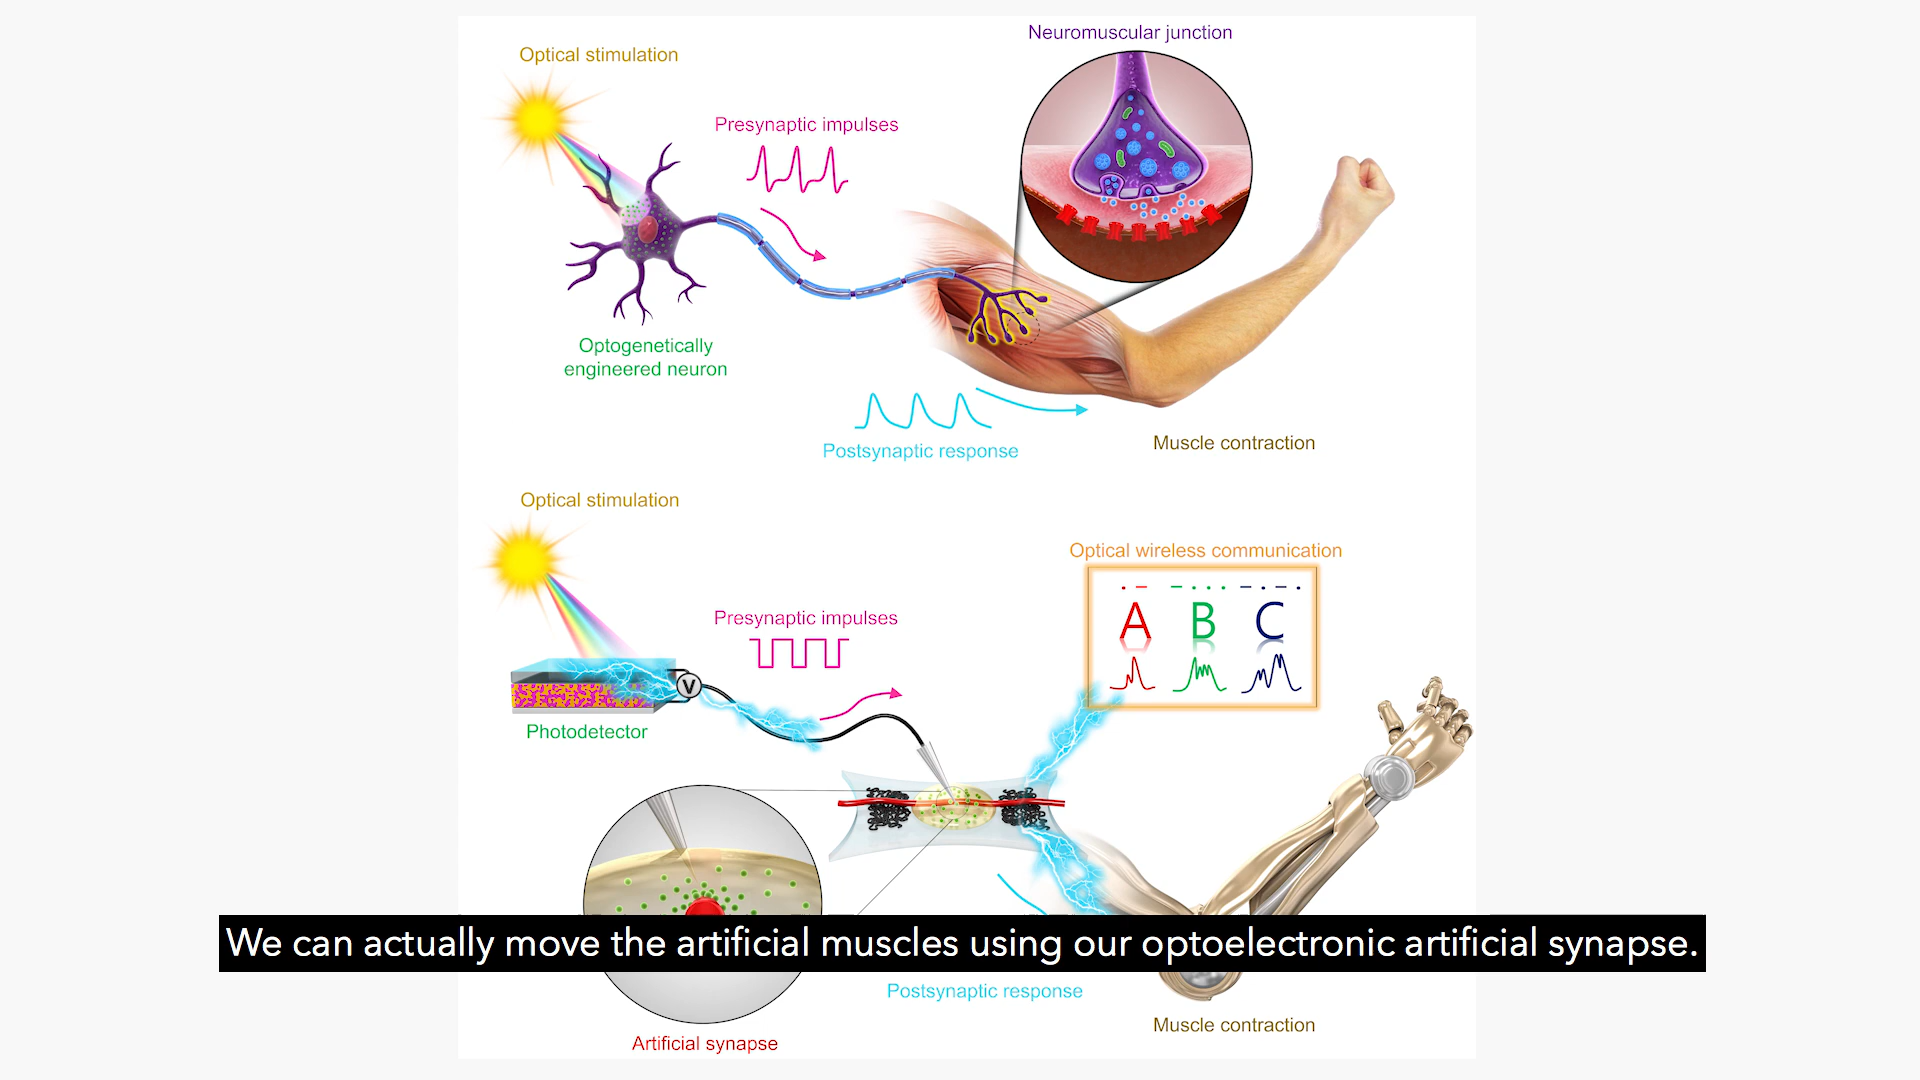 Neuromuscular junction
Optical stimulation
Presynaptic impulses
Optogenetically
engineered neuron
Postsynaptic response
Muscle contraction
Optical stimulation
Optical wireless communication
A B C
Presynaptic impulses
V
Photodetector
We can actually move the artificial muscles using our optoelectronic artificial synapse.
Postsynaptic response
Muscle contraction
Artificial synapse